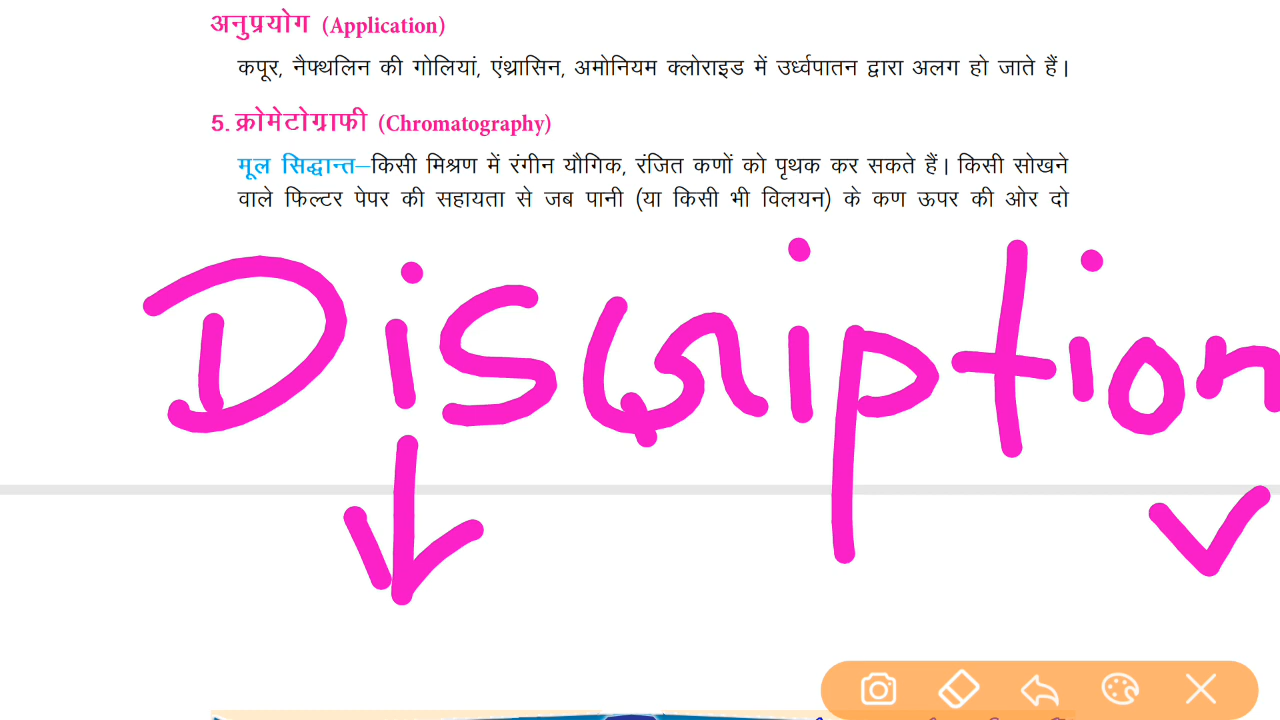 अनुप्रयोग (Application)
कपूर, नैफ्थलिन की गोलियां, एंथ्रासिन, अमोनियम क्लोराइड में उर्ध्वपातन द्वारा अलग हो जाते हैं।
5. क्रोमेटोग्राफी (Chromatography)
मूल सिद्धान्त–किसी मिश्रण में रंगीन यौगिक, रंजित कणों को पृथक कर सकते हैं। किसी सोखने
वाले फिल्टर पेपर की सहायता से जब पानी (या किसी भी विलयन) के कण ऊपर की ओर दो
Discription